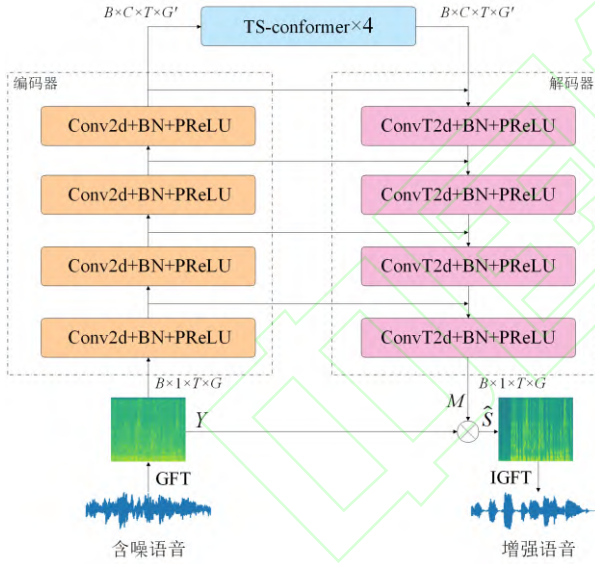 B×C×T×G′ TS-conformer×4 B×C×T×G′
编码器 解码器
Conv2d+BN+PReLU ConvT2d+BN+PReLU
Conv2d+BN+PReLU ConvT2d+BN+PReLU
Conv2d+BN+PReLU ConvT2d+BN+PReLU
Conv2d+BN+PReLU ConvT2d+BN+PReLU
B×1×T×G B×1×T×G
Y M Ŝ
GFT IGFT
含噪语音 增强语音